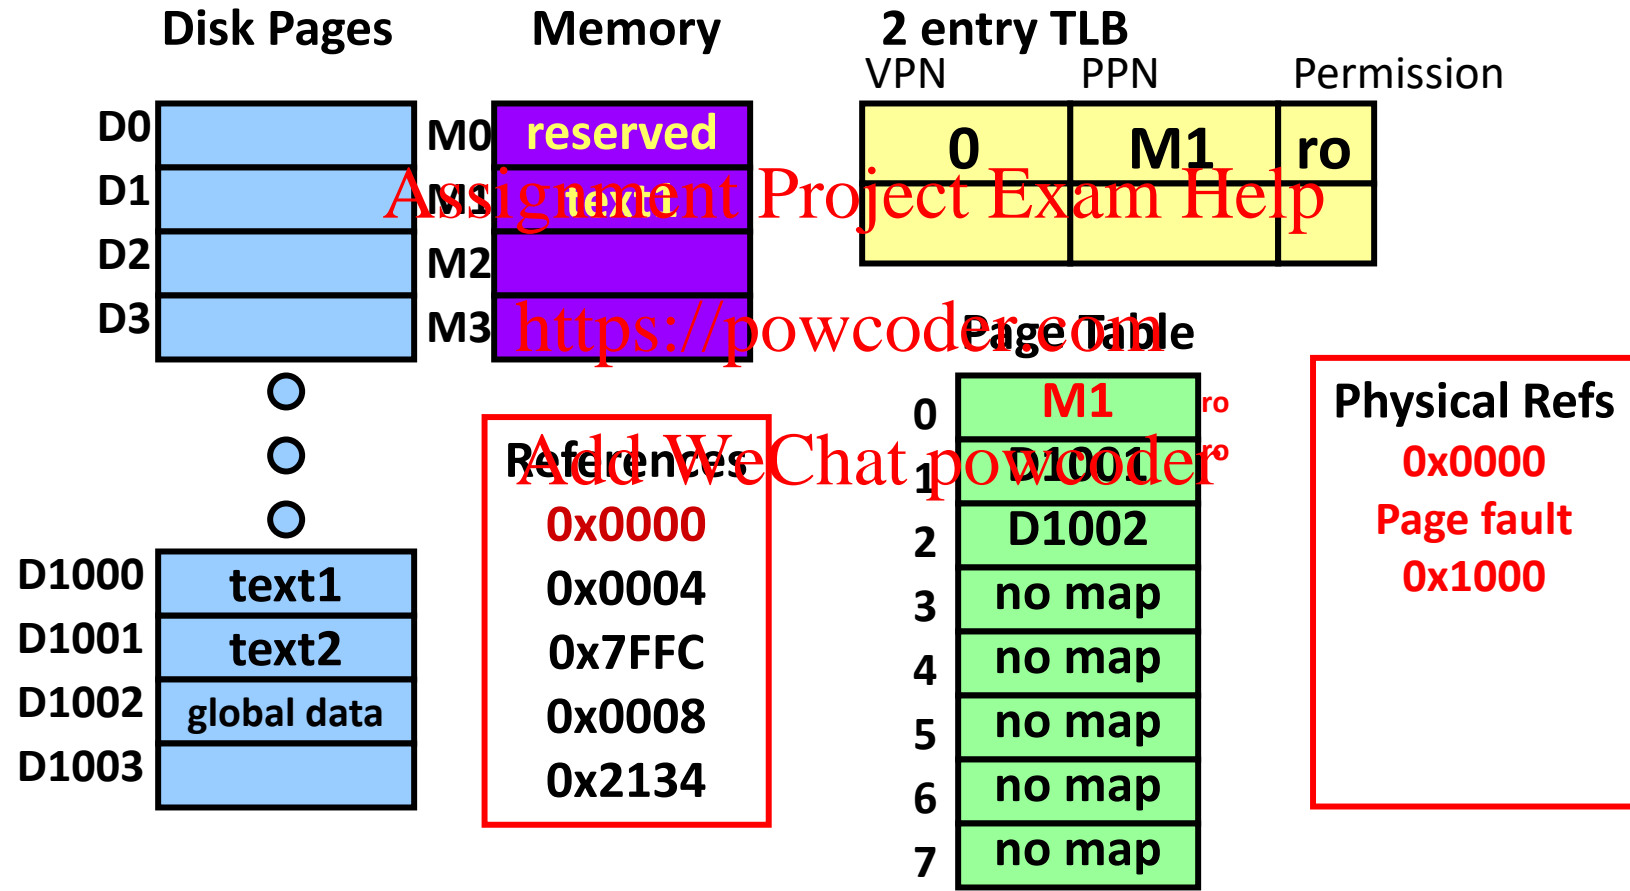 Disk Pages
Memory
2 entry TLB
VPN PPN Permission
D0
D1
D2
D3
M0 reserved
M1 text1
M2
M3
0 M1 ro
Assignment Project Exam Help
https://powcoder.com
Add WeChat powcoder
D1000 text1
D1001 text2
D1002 global data
D1003
References
0x0000
0x0004
0x7FFC
0x0008
0x2134
Page Table
0 M1 ro
1 D1001 ro
2 D1002
3 no map
4 no map
5 no map
6 no map
7 no map
Physical Refs
0x0000
Page fault
0x1000